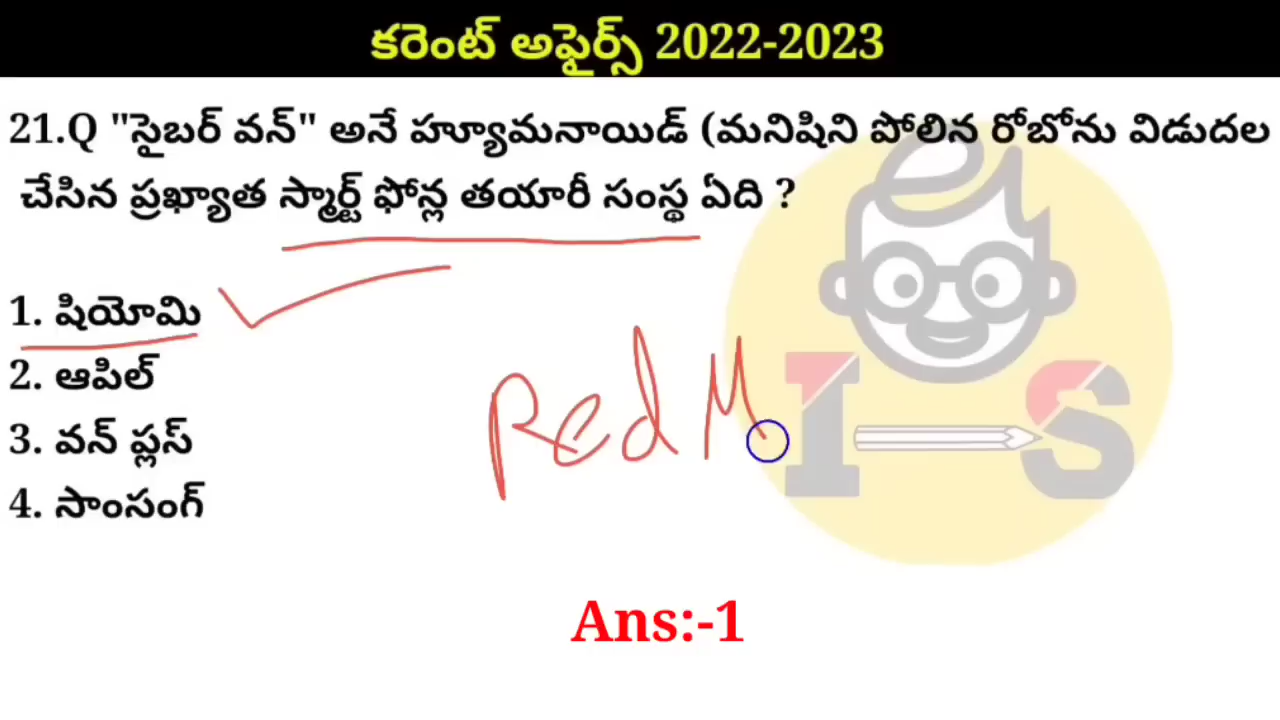 కరెంట్ అఫైర్స్ 2022-2023
21.Q "సైబర్ వన్" అనే హ్యూమనాయిడ్ (మనిషిని పోలిన రోబోను విడుదల
చేసిన ప్రఖ్యాత స్మార్ట్ ఫోన్ల తయారీ సంస్థ ఏది ?
1. షియోమి
2. ఆపిల్
3. వన్ ప్లస్
4. సాంసంగ్
Red M
I S
Ans:-1